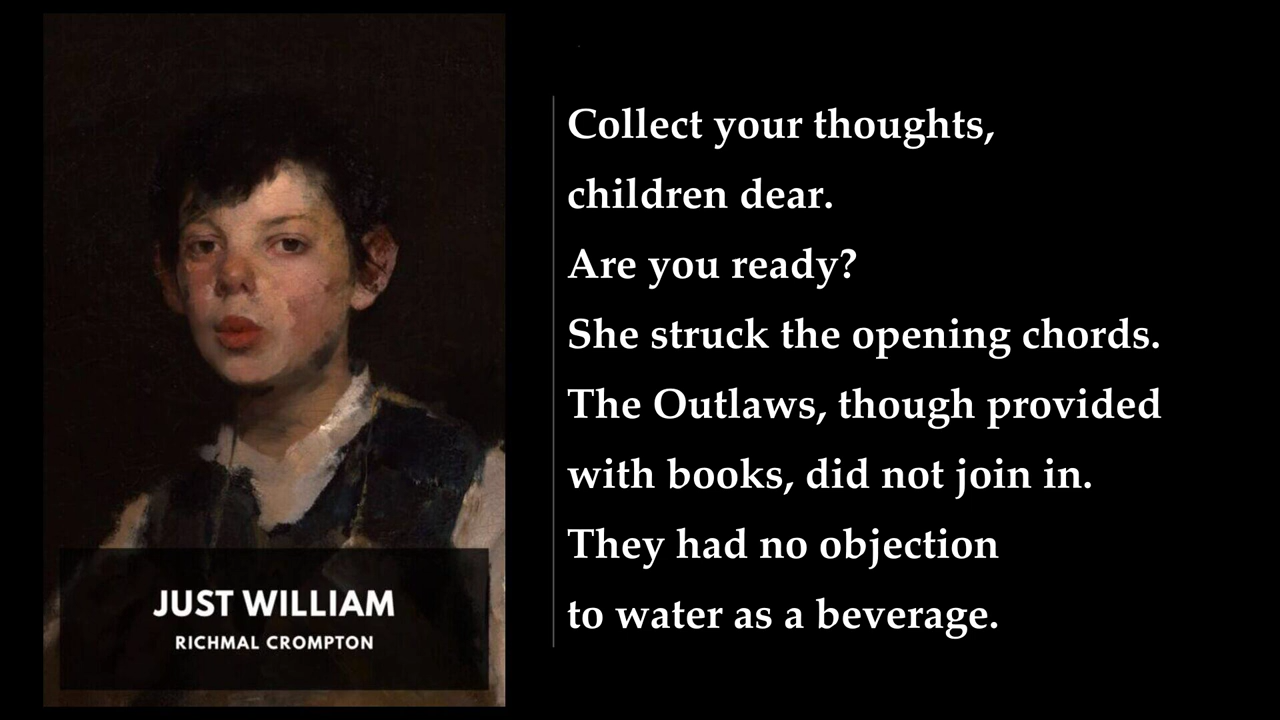 JUST WILLIAM
RICHMAL CROMPTON
Collect your thoughts,
children dear.
Are you ready?
She struck the opening chords.
The Outlaws, though provided
with books, did not join in.
They had no objection
to water as a beverage.